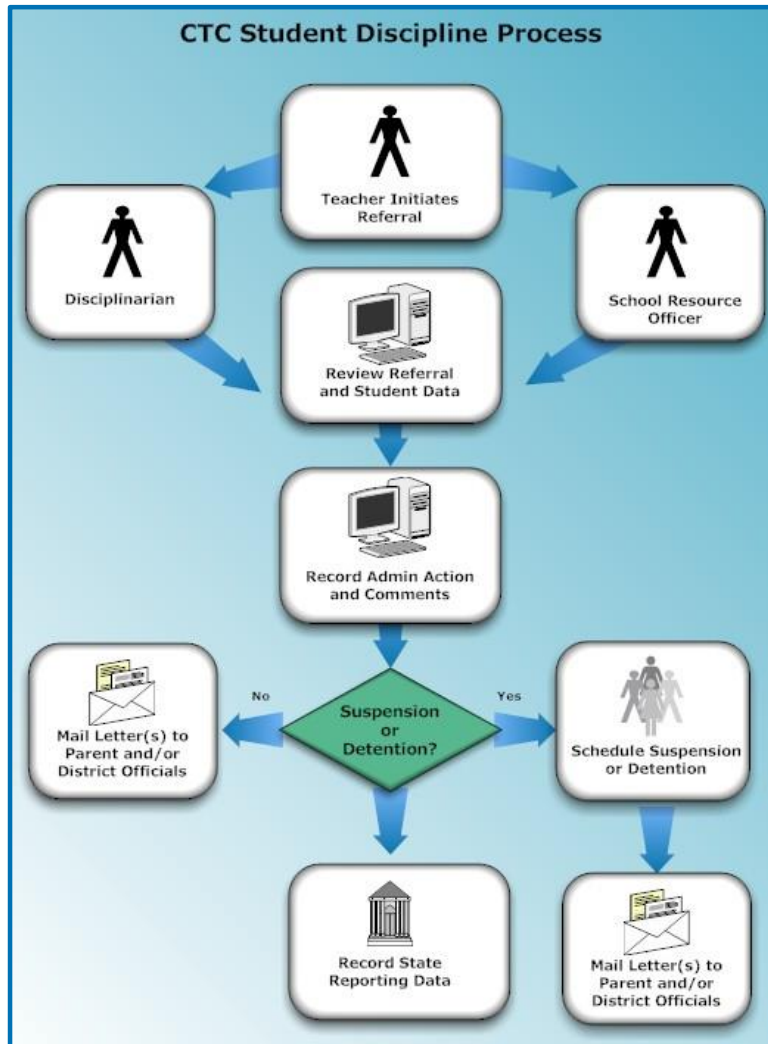 CTC Student Discipline Process
Teacher Initiates
Referral
Disciplinarian
School Resource
Officer
Review Referral
and Student Data
Record Admin Action
and Comments
No
Suspension
or
Detention?
Yes
Mail Letter(s) to
Parent and/or
District Officials
Schedule Suspension
or Detention
Record State
Reporting Data
Mail Letter(s) to
Parent and/or
District Officials